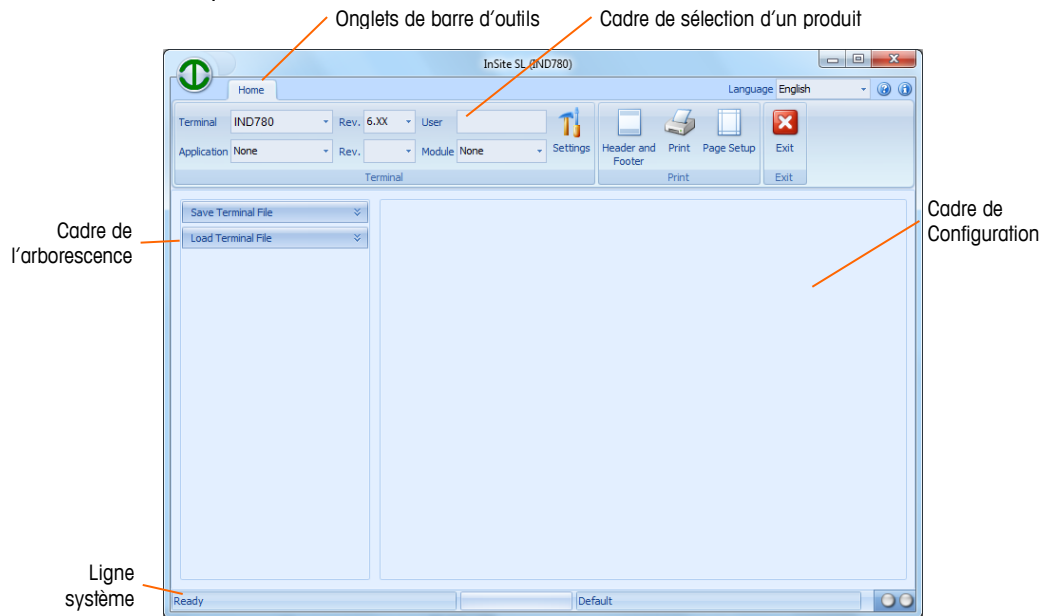 Onglets de barre d'outils
Cadre de sélection d'un produit
InSite SL (IND780)
Home
Language English
Terminal IND780 Rev. 6.XX User
Settings
Header and Footer
Print
Page Setup
Exit
Application None Rev. Module None
Terminal
Print
Exit
Save Terminal File
Load Terminal File
Cadre de
l'arborescence
Cadre de
Configuration
Ligne
système
Ready
Default